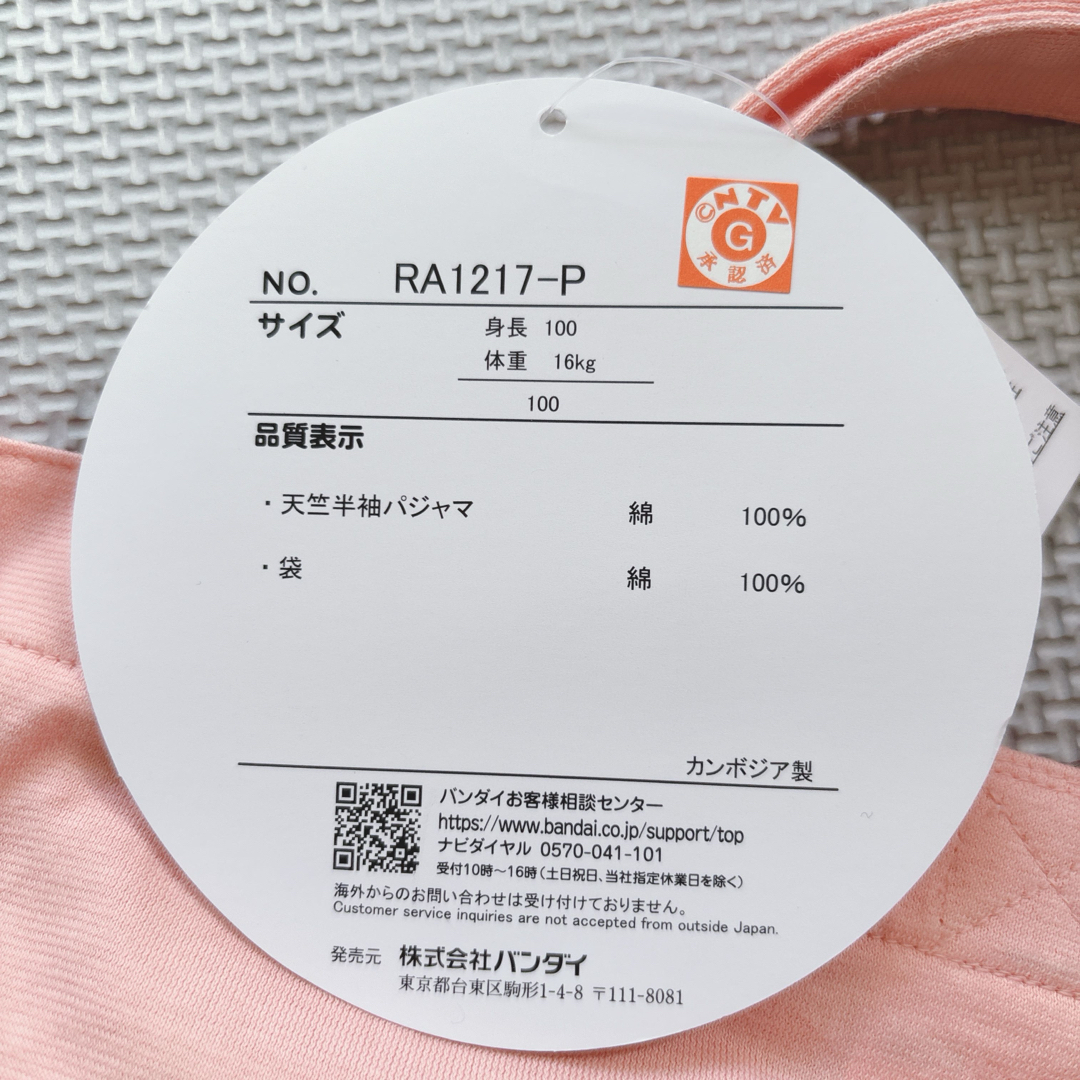 ©NTV
G
承認済
NO. RA1217-P
サイズ 身長 100
体重 16kg
100
品質表示
・天竺半袖パジャマ 綿 100%
・袋 綿 100%
カンボジア製
バンダイお客様相談センター
https://www.bandai.co.jp/support/top
ナビダイヤル 0570-041-101
受付10時～16時(土日祝日、当社指定休業日を除く)
海外からのお問い合わせは受け付けておりません。
Customer service inquiries are not accepted from outside Japan.
発売元 株式会社バンダイ
東京都台東区駒形1-4-8 〒111-8081
ご注意